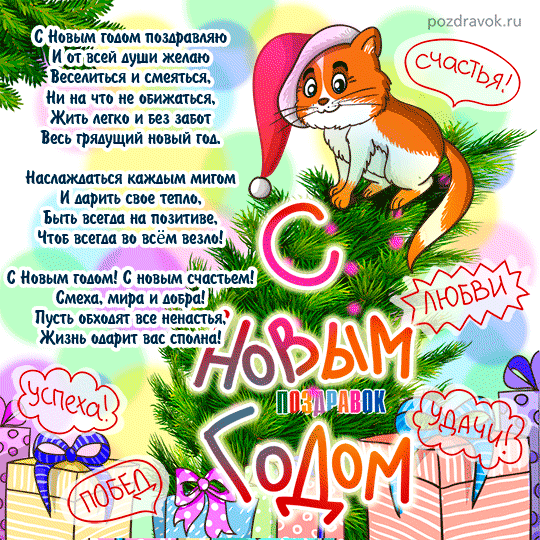 pozdravok.ru
С Новым годом поздравляю
И от всей души желаю
Веселиться и смеяться,
Ни на что не обижаться,
Жить легко и без забот
Весь грядущий новый год.
Наслаждаться каждым мигом
И дарить свое тепло,
Быть всегда на позитиве,
Чтоб всегда во всём везло!
С Новым годом! С новым счастьем!
Смеха, мира и добра!
Пусть обходят все ненастья,
Жизнь одарит вас сполна!
СЧАСТЬЯ!
С
НОВЫМ
ПОЗДРАВОК
ГОДОМ
ЛЮБВИ
УСПЕХА!
УДАЧИ!
ПОБЕД,